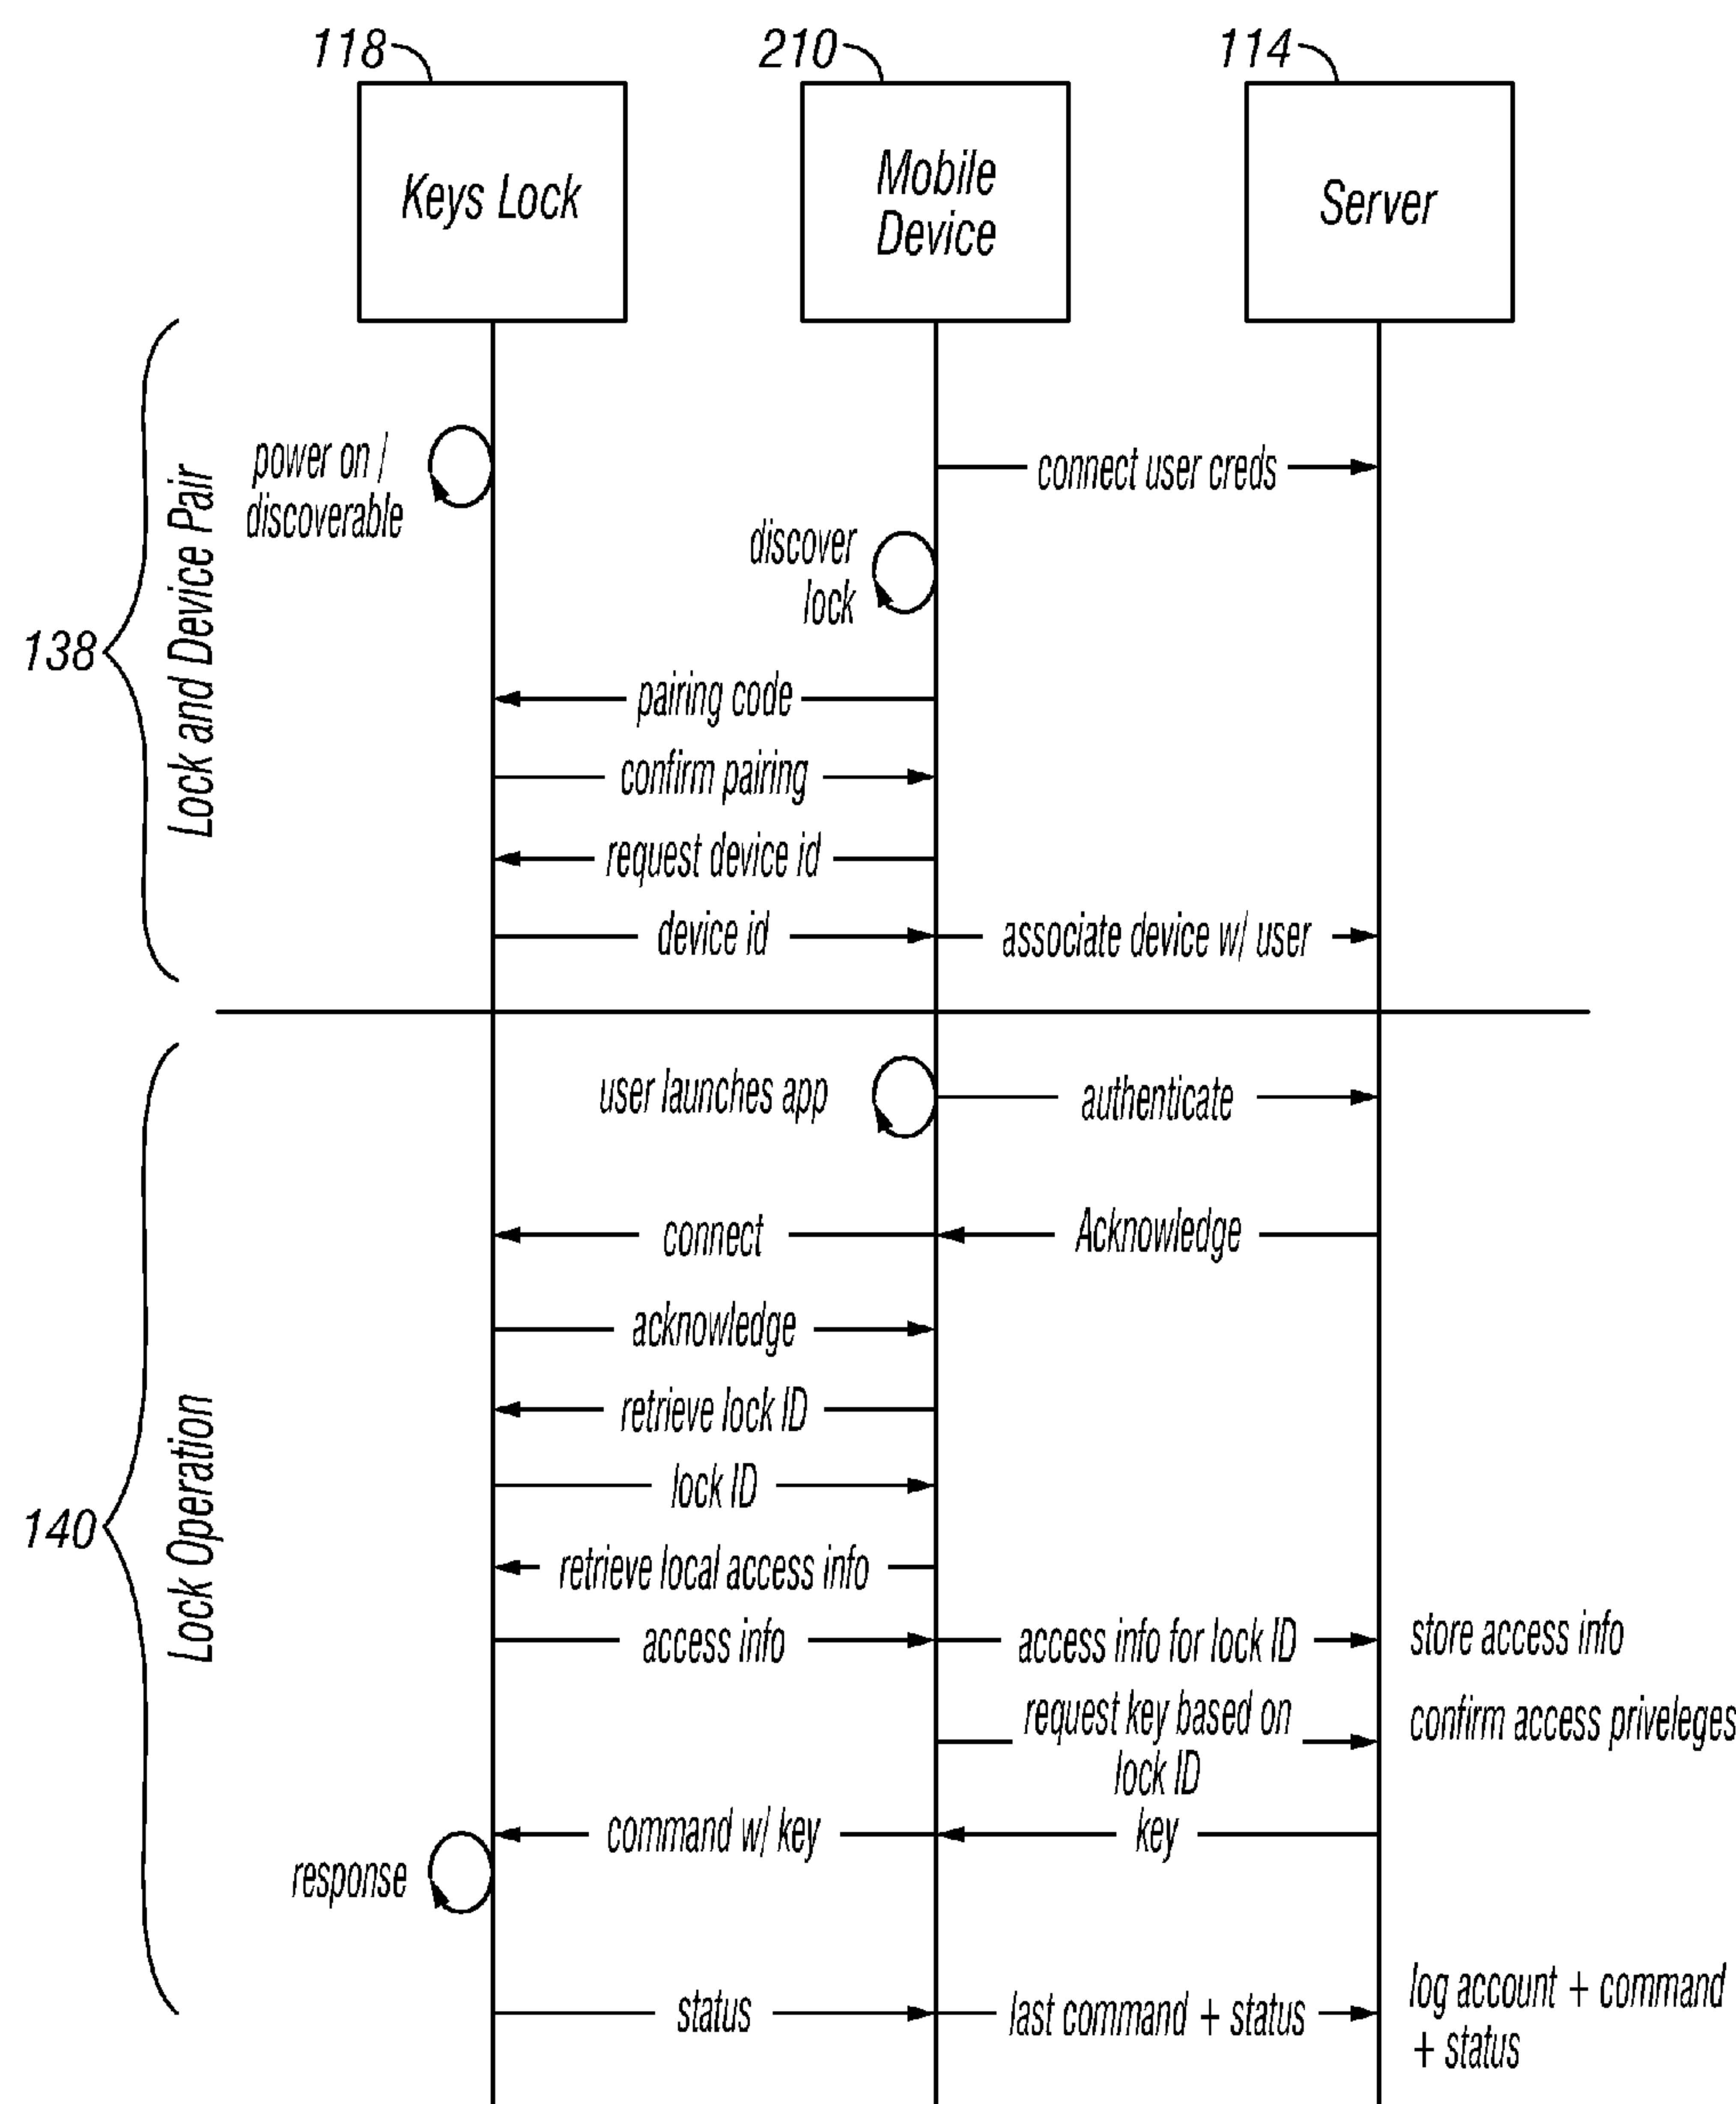 118
210
114
Keys Lock
Mobile
Device
Server
138
Lock and Device Pair
power on /
discoverable
connect user creds
discover
lock
pairing code
confirm pairing
request device id
device id
associate device w/ user
140
Lock Operation
user launches app
authenticate
connect
Acknowledge
acknowledge
retrieve lock ID
lock ID
retrieve local access info
access info
access info for lock ID
store access info
request key based on
lock ID
confirm access priveleges
command w/ key
key
response
status
last command + status
log account + command
+ status